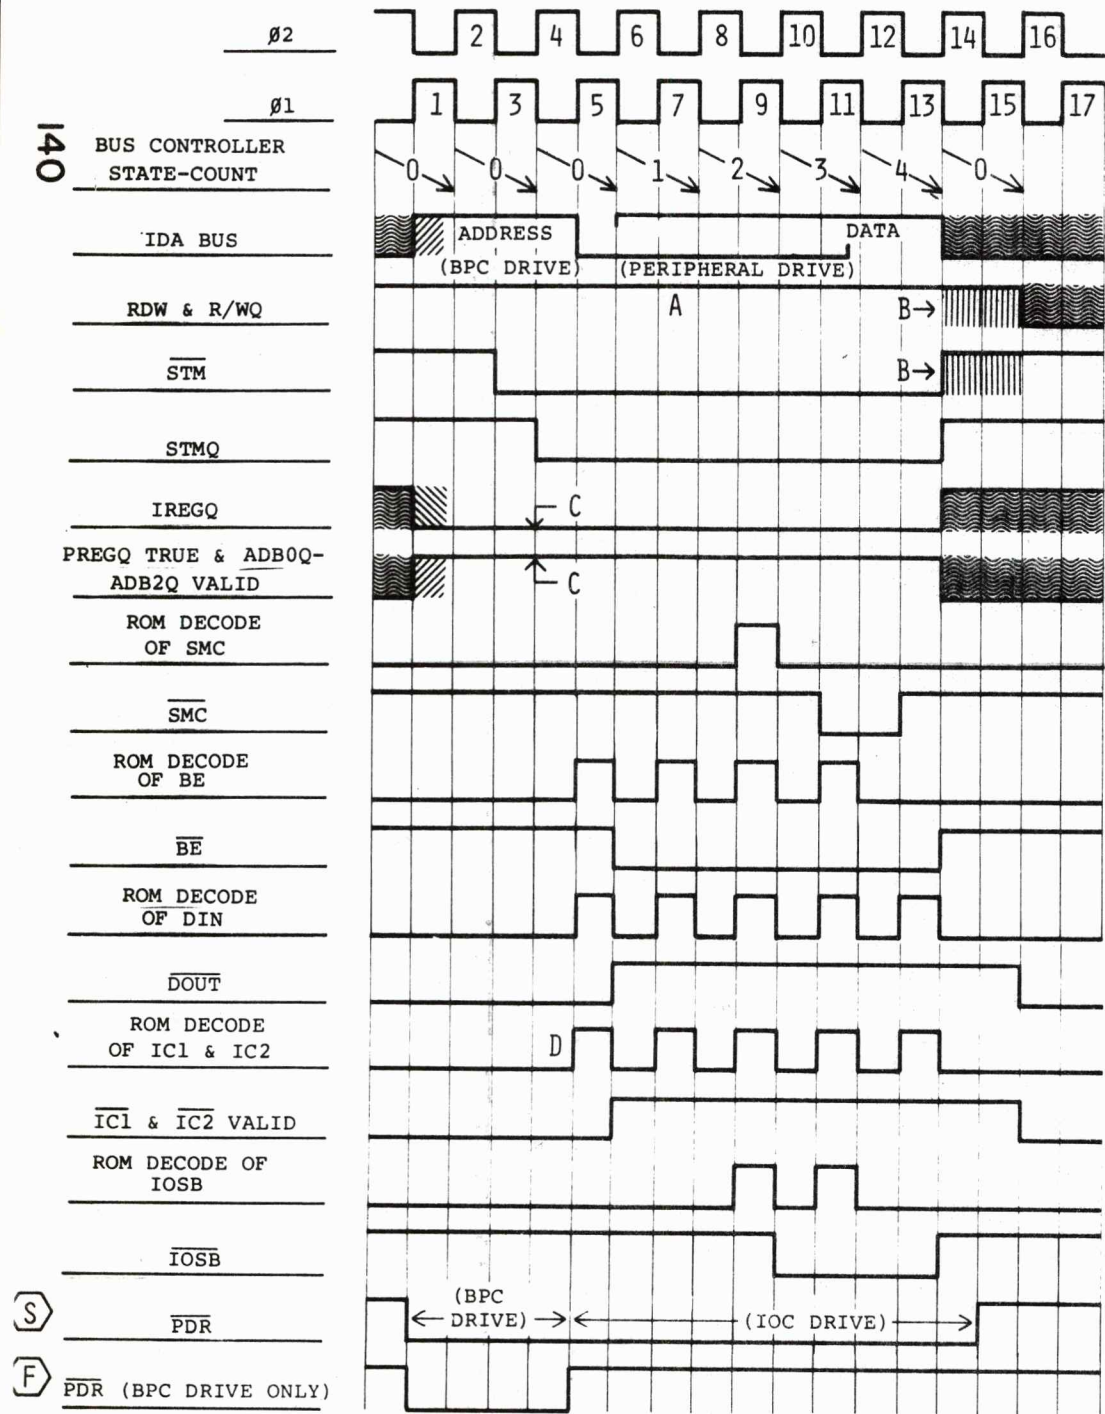 ø2
2 4 6 8 10 12 14 16
ø1
1 3 5 7 9 11 13 15 17
140
BUS CONTROLLER
STATE-COUNT
0 0 0 1 2 3 4 0
IDA BUS
ADDRESS
DATA
(BPC DRIVE)
(PERIPHERAL DRIVE)
RDW & R/WQ
A
B→
STM
B→
STMQ
IREGQ
C
PREGQ TRUE & ADB0Q-
ADB2Q VALID
C
ROM DECODE
OF SMC
SMC
ROM DECODE
OF BE
BE
ROM DECODE
OF DIN
DOUT
ROM DECODE
OF IC1 & IC2
D
IC1 & IC2 VALID
ROM DECODE OF
IOSB
IOSB
S
PDR
(BPC
DRIVE)
(IOC DRIVE)
F
PDR (BPC DRIVE ONLY)